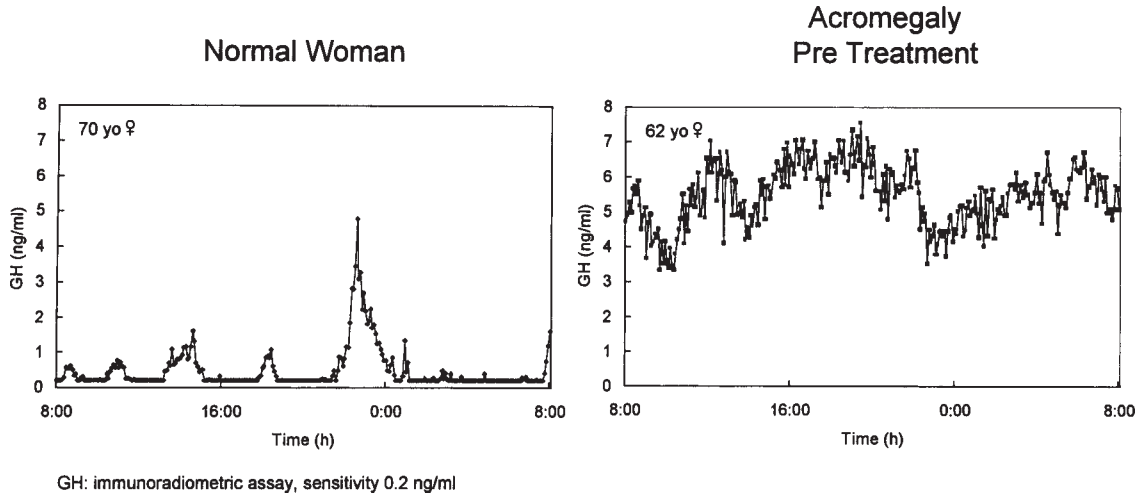 Normal Woman
Acromegaly
Pre Treatment
8
7
6
5
4
3
2
1
0
70 yo ♀
GH (ng/ml)
8:00
16:00
0:00
8:00
Time (h)
8
7
6
5
4
3
2
1
0
62 yo ♀
GH (ng/ml)
8:00
16:00
0:00
8:00
Time (h)
GH: immunoradiometric assay, sensitivity 0.2 ng/ml